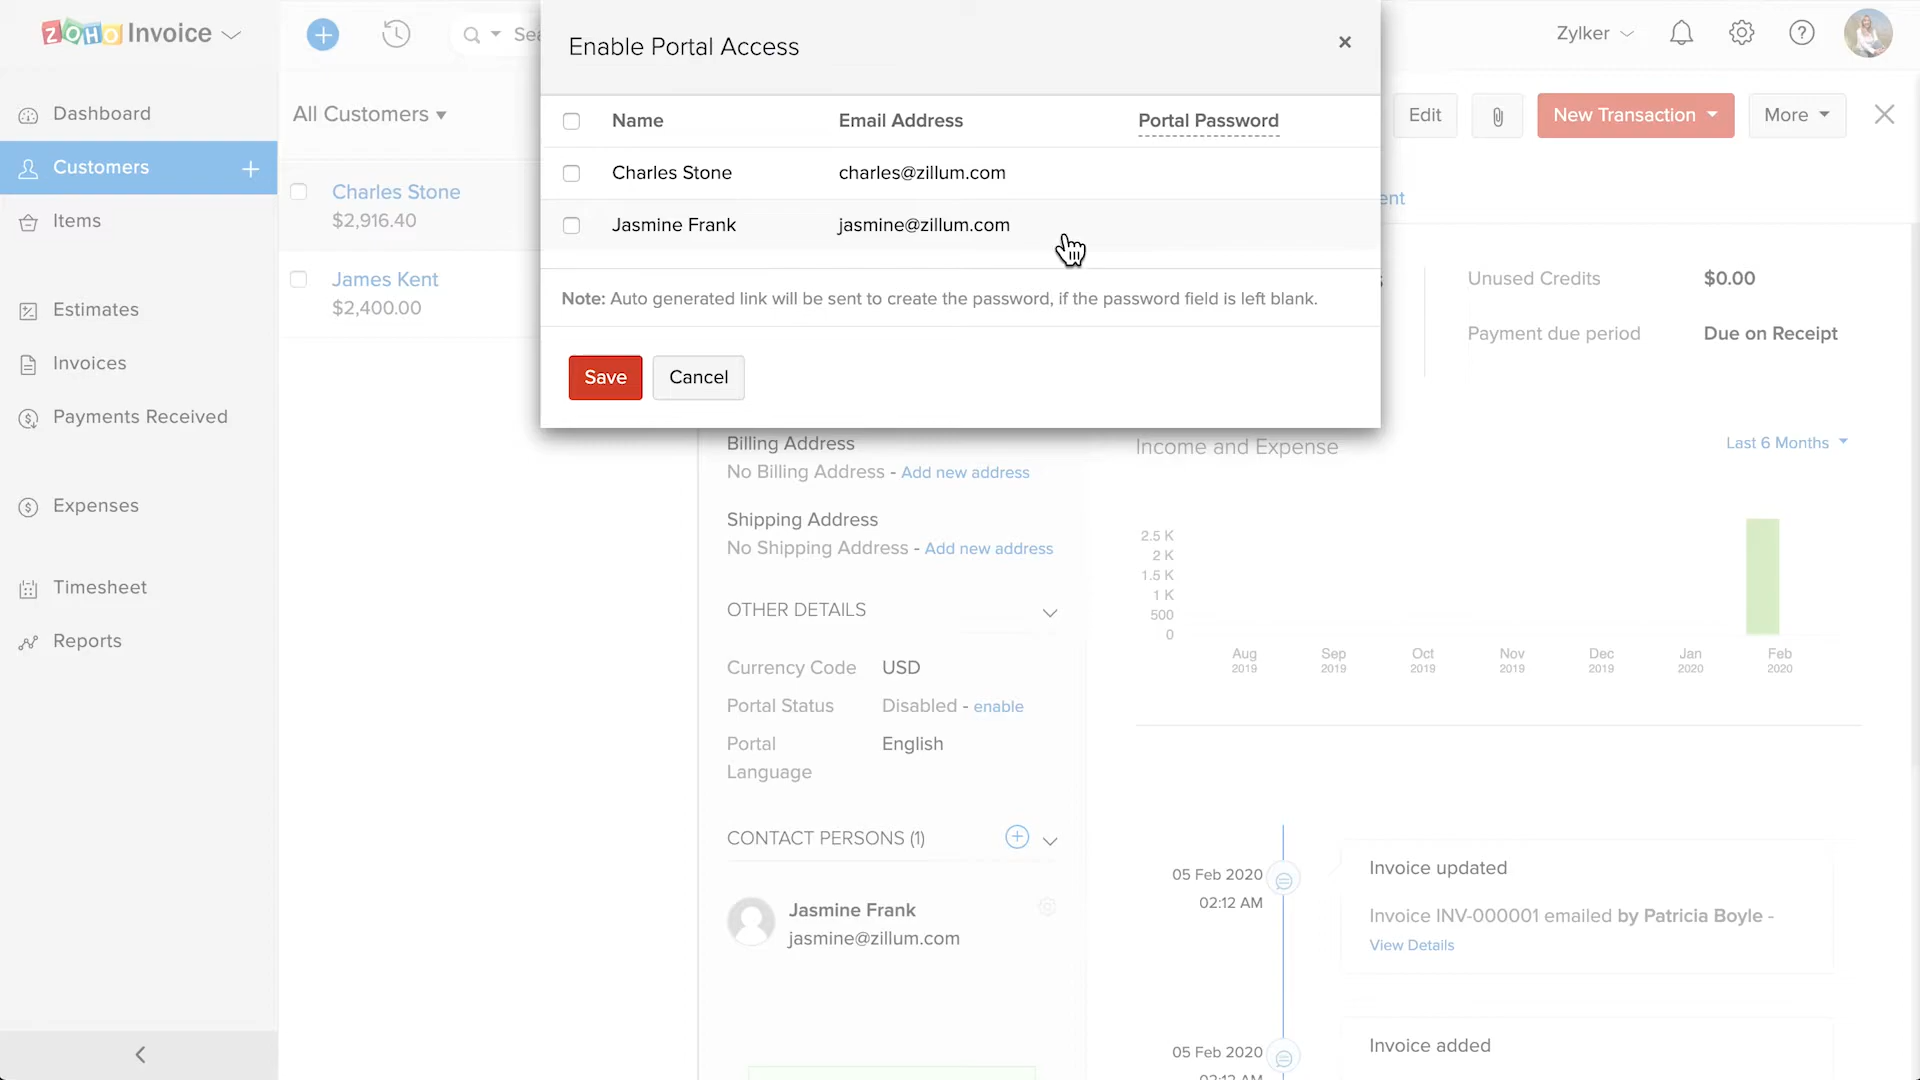 ZOHO Invoice
Sea
Zylker
Dashboard
Customers
Items
Estimates
Invoices
Payments Received
Expenses
Timesheet
Reports
All Customers
Charles Stone
$2,916.40
James Kent
$2,400.00
Enable Portal Access
Name Email Address Portal Password
Charles Stone charles@zillum.com
Jasmine Frank jasmine@zillum.com
Note: Auto generated link will be sent to create the password, if the password field is left blank.
Save Cancel
Edit New Transaction More
ent
Unused Credits $0.00
Payment due period Due on Receipt
Billing Address
No Billing Address - Add new address
Shipping Address
No Shipping Address - Add new address
OTHER DETAILS
Currency Code USD
Portal Status Disabled - enable
Portal Language English
CONTACT PERSONS (1)
Jasmine Frank
jasmine@zillum.com
Income and Expense Last 6 Months
2.5 K
2 K
1.5 K
1 K
500
0
Aug 2019 Sep 2019 Oct 2019 Nov 2019 Dec 2019 Jan 2020 Feb 2020
05 Feb 2020
02:12 AM
Invoice updated
Invoice INV-000001 emailed by Patricia Boyle -
View Details
05 Feb 2020
02:12 AM
Invoice added